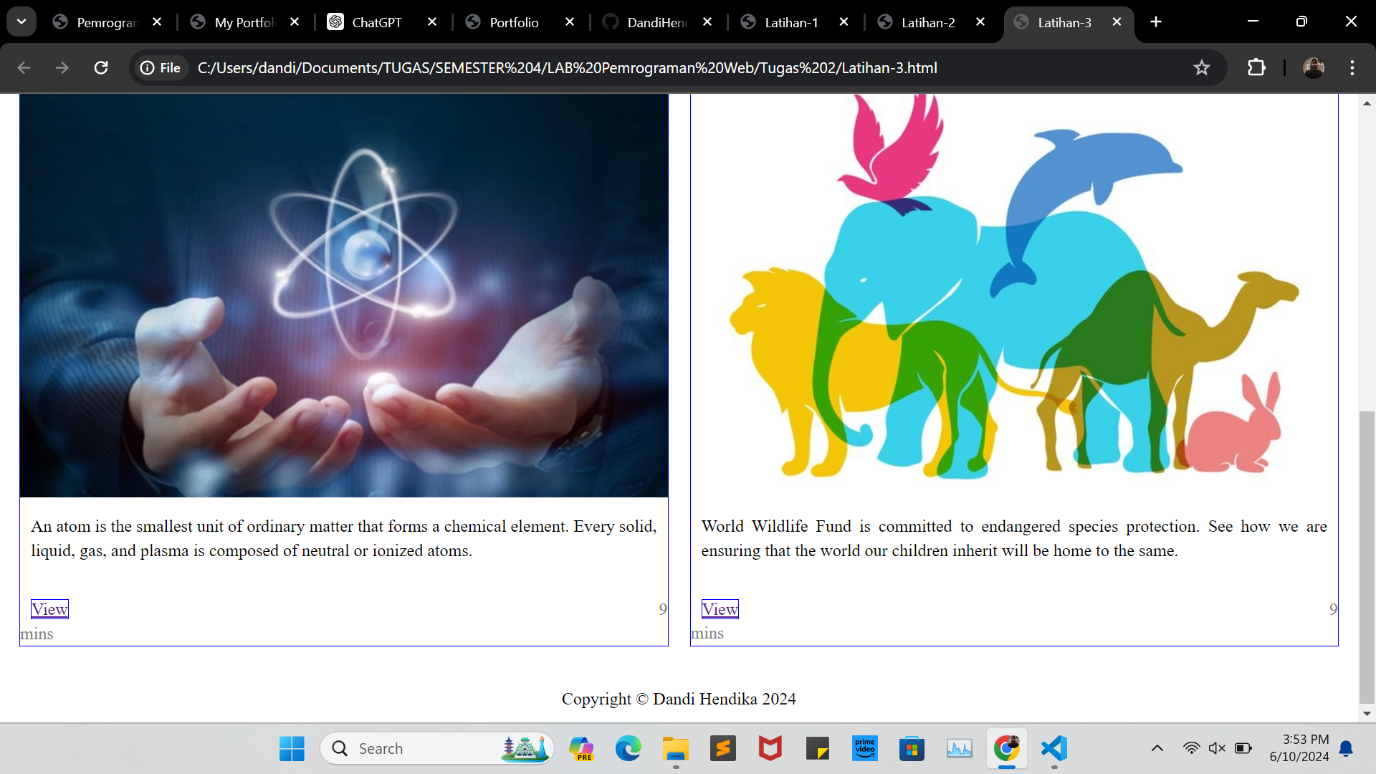 Pemrogran
My Portfol
ChatGPT
Portfolio
DandiHen
Latihan-1
Latihan-2
Latihan-3
File
C:/Users/dandi/Documents/TUGAS/SEMESTER%204/LAB%20Pemrograman%20Web/Tugas%202/Latihan-3.html
An atom is the smallest unit of ordinary matter that forms a chemical element. Every solid,
liquid, gas, and plasma is composed of neutral or ionized atoms.
View 9
mins
World Wildlife Fund is committed to endangered species protection. See how we are
ensuring that the world our children inherit will be home to the same.
View 9
mins
Copyright © Dandi Hendika 2024
Search
PRE
prime
video
3:53 PM
6/10/2024